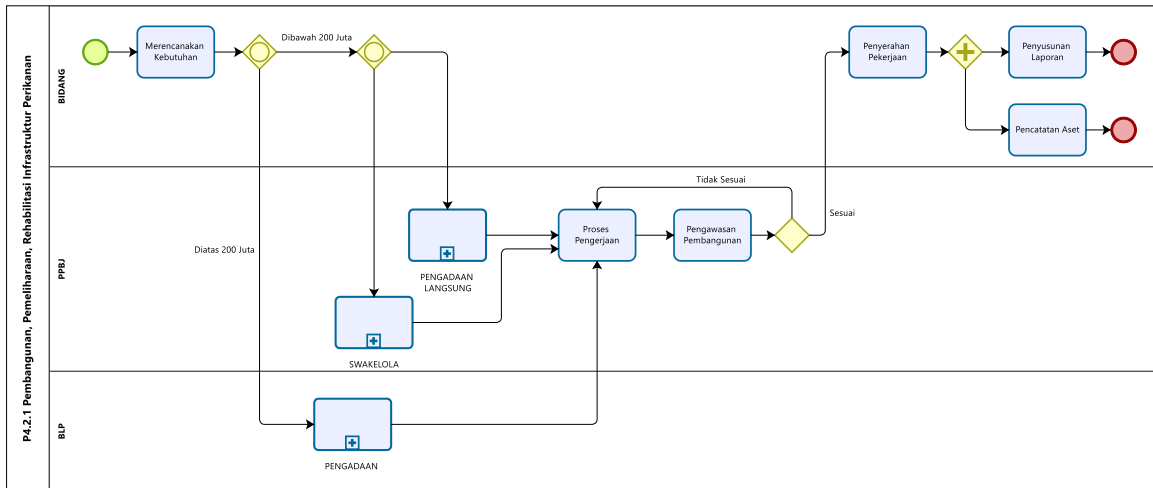 P4.2.1 Pembangunan, Pemeliharaan, Rehabilitasi Infrastruktur Perikanan
BIDANG
Merencanakan
Kebutuhan
Dibawah 200 Juta
Penyerahan
Pekerjaan
Penyusunan
Laporan
Pencatatan Aset
PPBJ
Diatas 200 Juta
PENGADAAN
LANGSUNG
SWAKELOLA
Proses
Pengerjaan
Pengawasan
Pembangunan
Tidak Sesuai
Sesuai
BLP
PENGADAAN